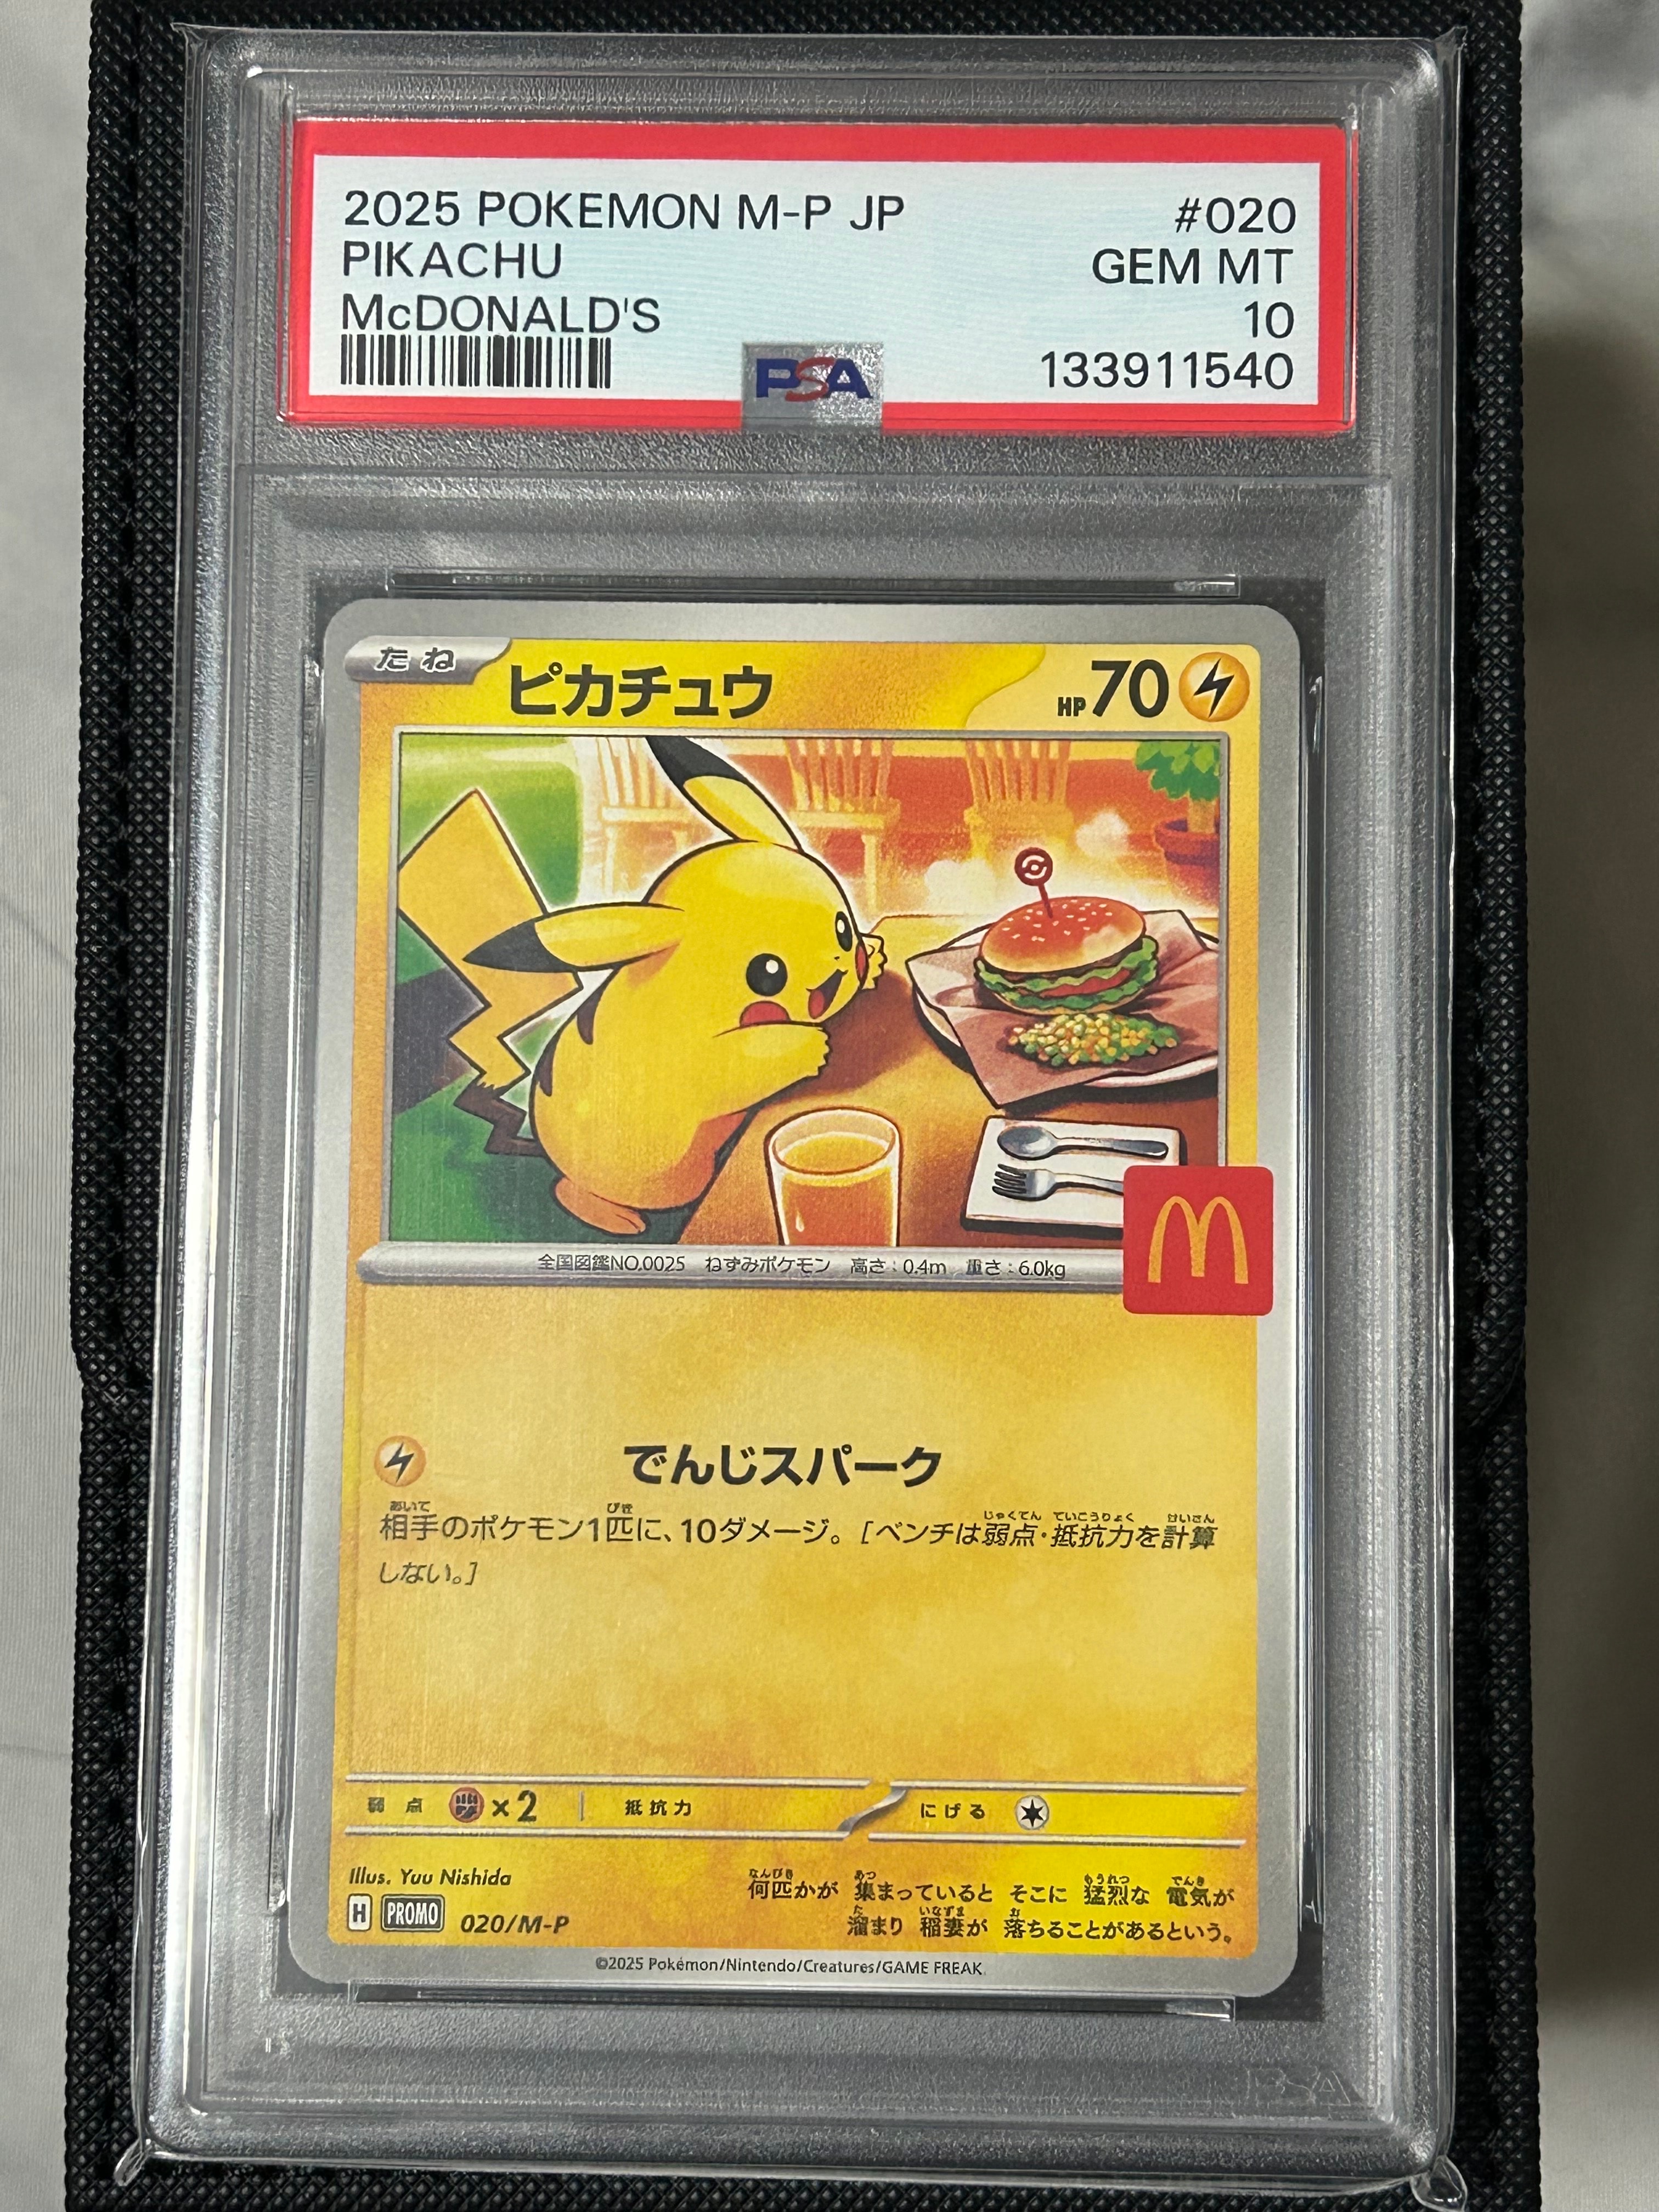 2025 POKEMON M-P JP #020
PIKACHU GEM MT
McDONALD'S 10
PSA 133911540
たね ピカチュウ HP70
全国図鑑NO.0025 ねずみポケモン 高さ:0.4m 重さ:6.0kg
でんじスパーク
相手のポケモン1匹に、10ダメージ。[ベンチは弱点・抵抗力を計算
しない。]
弱点 ×2 抵抗力 にげる
Illus. Yuu Nishida
H PROMO 020/M-P
何匹かが 集まっていると そこに 猛烈な 電気が
溜まり 稲妻が 落ちることがあるという。
©2025 Pokémon/Nintendo/Creatures/GAME FREAK.
PSA